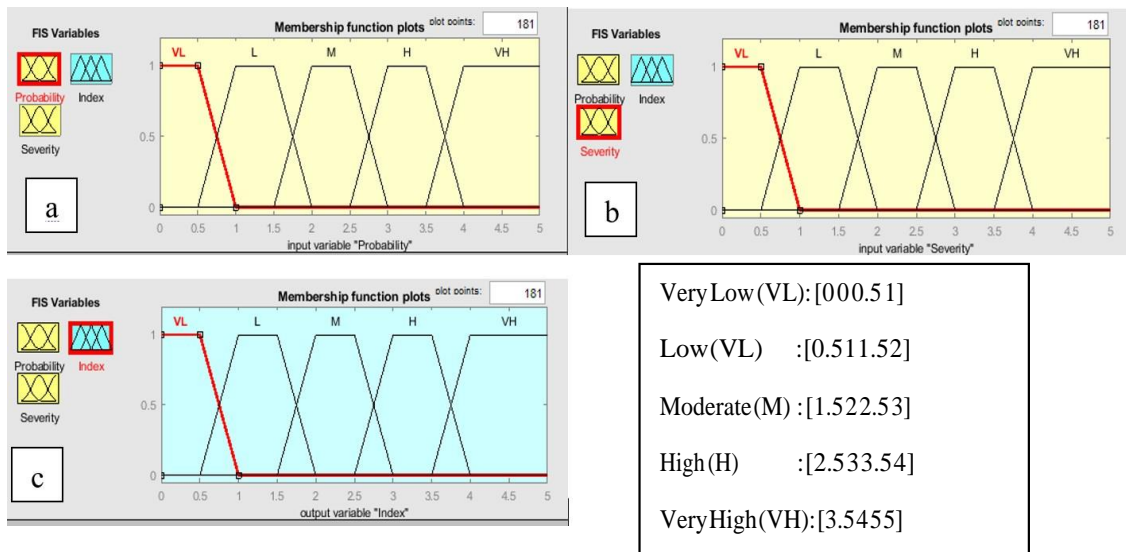 FIS Variables
Membership function plots
plot points:
181
VL
L
M
H
VH
Probability
Index
Severity
1
0.5
0
0
0.5
1
1.5
2
2.5
3
3.5
4
4.5
5
input variable "Probability"
a
FIS Variables
Membership function plots
plot points:
181
VL
L
M
H
VH
Probability
Index
Severity
1
0.5
0
0
0.5
1
1.5
2
2.5
3
3.5
4
4.5
5
input variable "Severity"
b
FIS Variables
Membership function plots
plot points:
181
VL
L
M
H
VH
Probability
Index
Severity
1
0.5
0
0
0.5
1
1.5
2
2.5
3
3.5
4
4.5
5
output variable "Index"
c
Very Low (VL): [000.51]
Low(VL) :[0.511.52]
Moderate (M) :[1.522.53]
High (H) :[2.533.54]
Very High (VH): [3.5455]